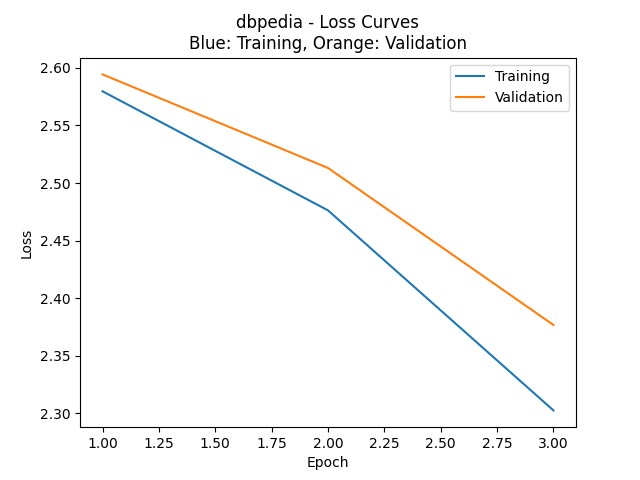 dbpedia - Loss Curves
Blue: Training, Orange: Validation
Training
Validation
2.60
2.55
2.50
2.45
2.40
2.35
2.30
Loss
1.00 1.25 1.50 1.75 2.00 2.25 2.50 2.75 3.00
Epoch